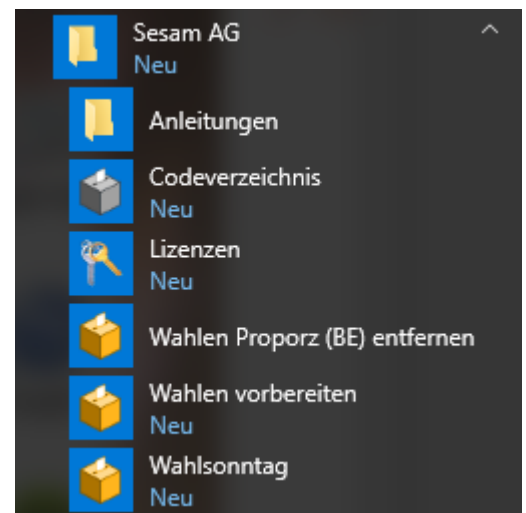 Sesam AG
Neu
Anleitungen
Codeverzeichnis
Neu
Lizenzen
Neu
Wahlen Proporz (BE) entfernen
Wahlen vorbereiten
Neu
Wahlsonntag
Neu